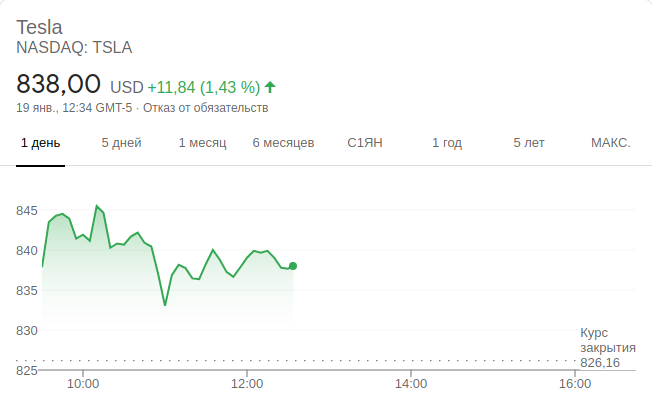 Tesla
NASDAQ: TSLA
838,00 USD +11,84 (1,43 %)
19 янв., 12:34 GMT-5 · Отказ от обязательств
1 день 5 дней 1 месяц 6 месяцев С1ЯН 1 год 5 лет МАКС.
845
840
835
830
Курс
закрытия
826,16
825
10:00 12:00 14:00 16:00